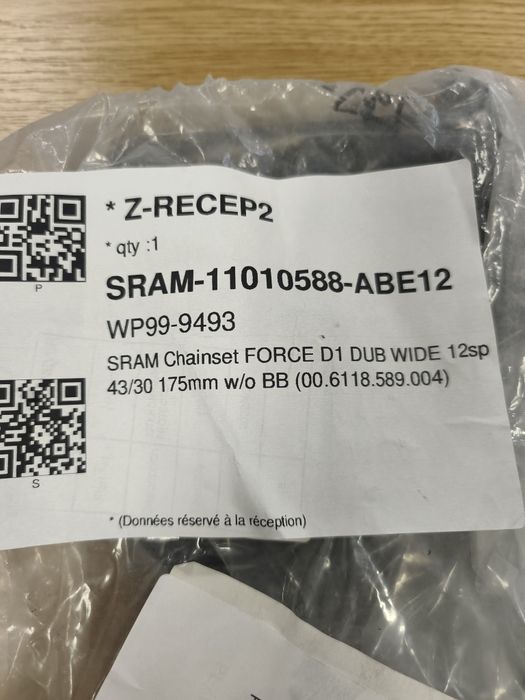 * Z-RECEP2
* qty :1
P
SRAM-11010588-ABE12
WP99-9493
SRAM Chainset FORCE D1 DUB WIDE 12sp
43/30 175mm w/o BB (00.6118.589.004)
S
* (Données réservé à la réception)